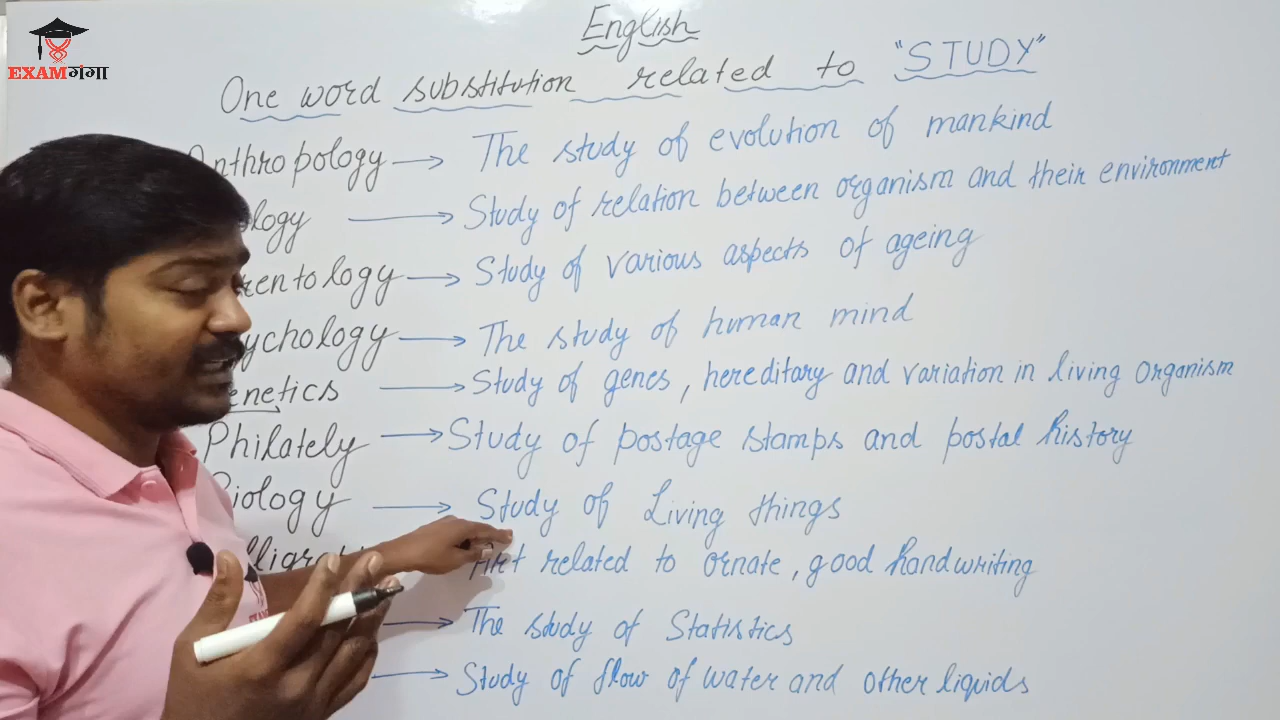 EXAMगंगा
English
One word substitution related to "STUDY"
Anthropology → The study of evolution of mankind
ology → Study of relation between organism and their environment
rentology → Study of various aspects of ageing
ychology → The study of human mind
enetics → Study of genes, hereditary and variation in living organism
Philately → Study of postage stamps and postal history
Biology → Study of Living things
related to ornate, good handwriting
→ The study of Statistics
→ Study of flow of water and other liquids